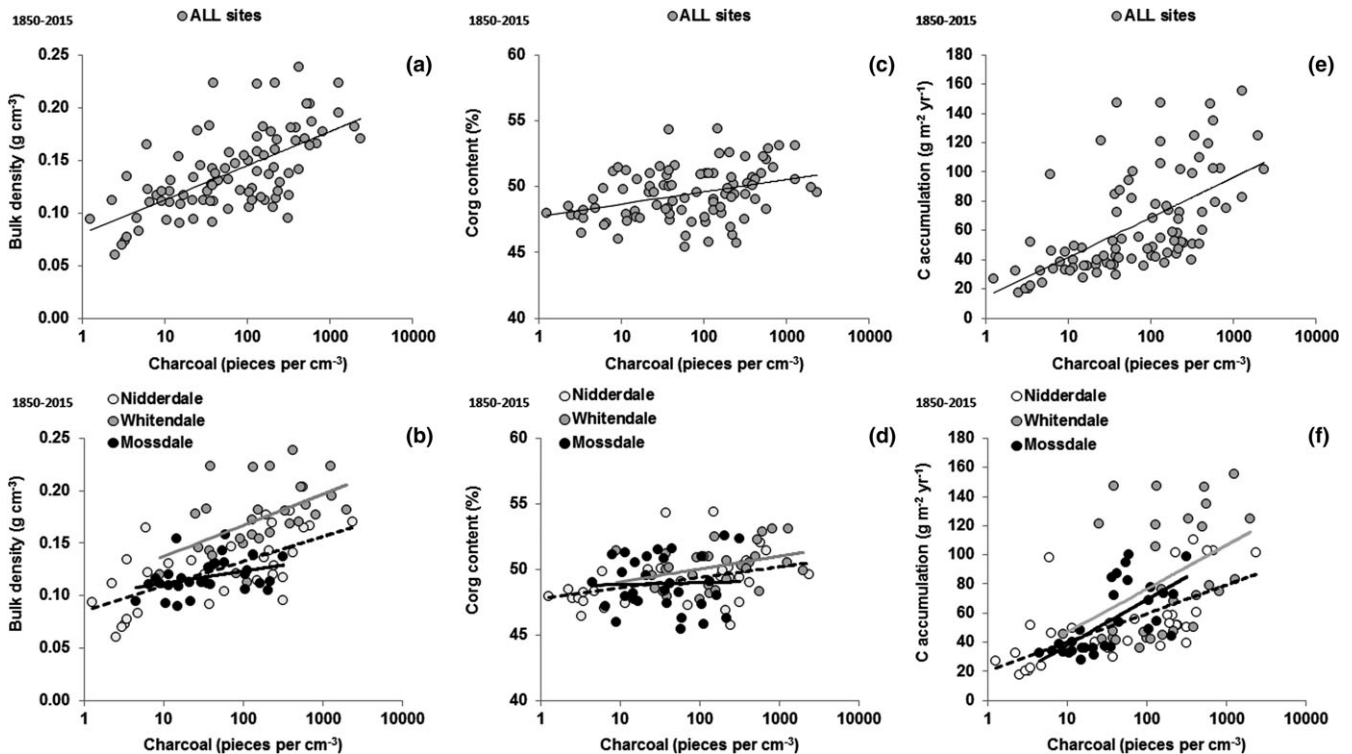 1850-2015
ALL sites
(a)
Bulk density (g cm-3)
0.25
0.20
0.15
0.10
0.05
0.00
1 10 100 1000 10000
Charcoal (pieces per cm-3)
1850-2015
ALL sites
(c)
Corg content (%)
60
55
50
45
40
1 10 100 1000 10000
Charcoal (pieces per cm-3)
1850-2015
ALL sites
(e)
C accumulation (g m-2 yr-1)
180
160
140
120
100
80
60
40
20
0
1 10 100 1000 10000
Charcoal (pieces per cm-3)
1850-2015
Nidderdale
Whitendale
Mossdale
(b)
Bulk density (g cm-3)
0.25
0.20
0.15
0.10
0.05
0.00
1 10 100 1000 10000
Charcoal (pieces per cm-3)
1850-2015
Nidderdale
Whitendale
Mossdale
(d)
Corg content (%)
60
55
50
45
40
1 10 100 1000 10000
Charcoal (pieces per cm-3)
1850-2015
Nidderdale
Whitendale
Mossdale
(f)
C accumulation (g m-2 yr-1)
180
160
140
120
100
80
60
40
20
0
1 10 100 1000 10000
Charcoal (pieces per cm-3)